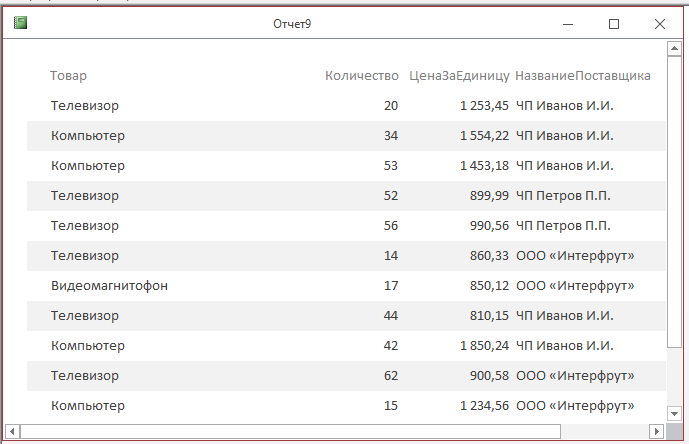 Отчет9
Товар Количество ЦенаЗаЕдиницу НазваниеПоставщика
Телевизор 20 1 253,45 ЧП Иванов И.И.
Компьютер 34 1 554,22 ЧП Иванов И.И.
Компьютер 53 1 453,18 ЧП Иванов И.И.
Телевизор 52 899,99 ЧП Петров П.П.
Телевизор 56 990,56 ЧП Петров П.П.
Телевизор 14 860,33 ООО «Интерфрут»
Видеомагнитофон 17 850,12 ООО «Интерфрут»
Телевизор 44 810,15 ЧП Иванов И.И.
Компьютер 42 1 850,24 ЧП Иванов И.И.
Телевизор 62 900,58 ООО «Интерфрут»
Компьютер 15 1 234,56 ООО «Интерфрут»